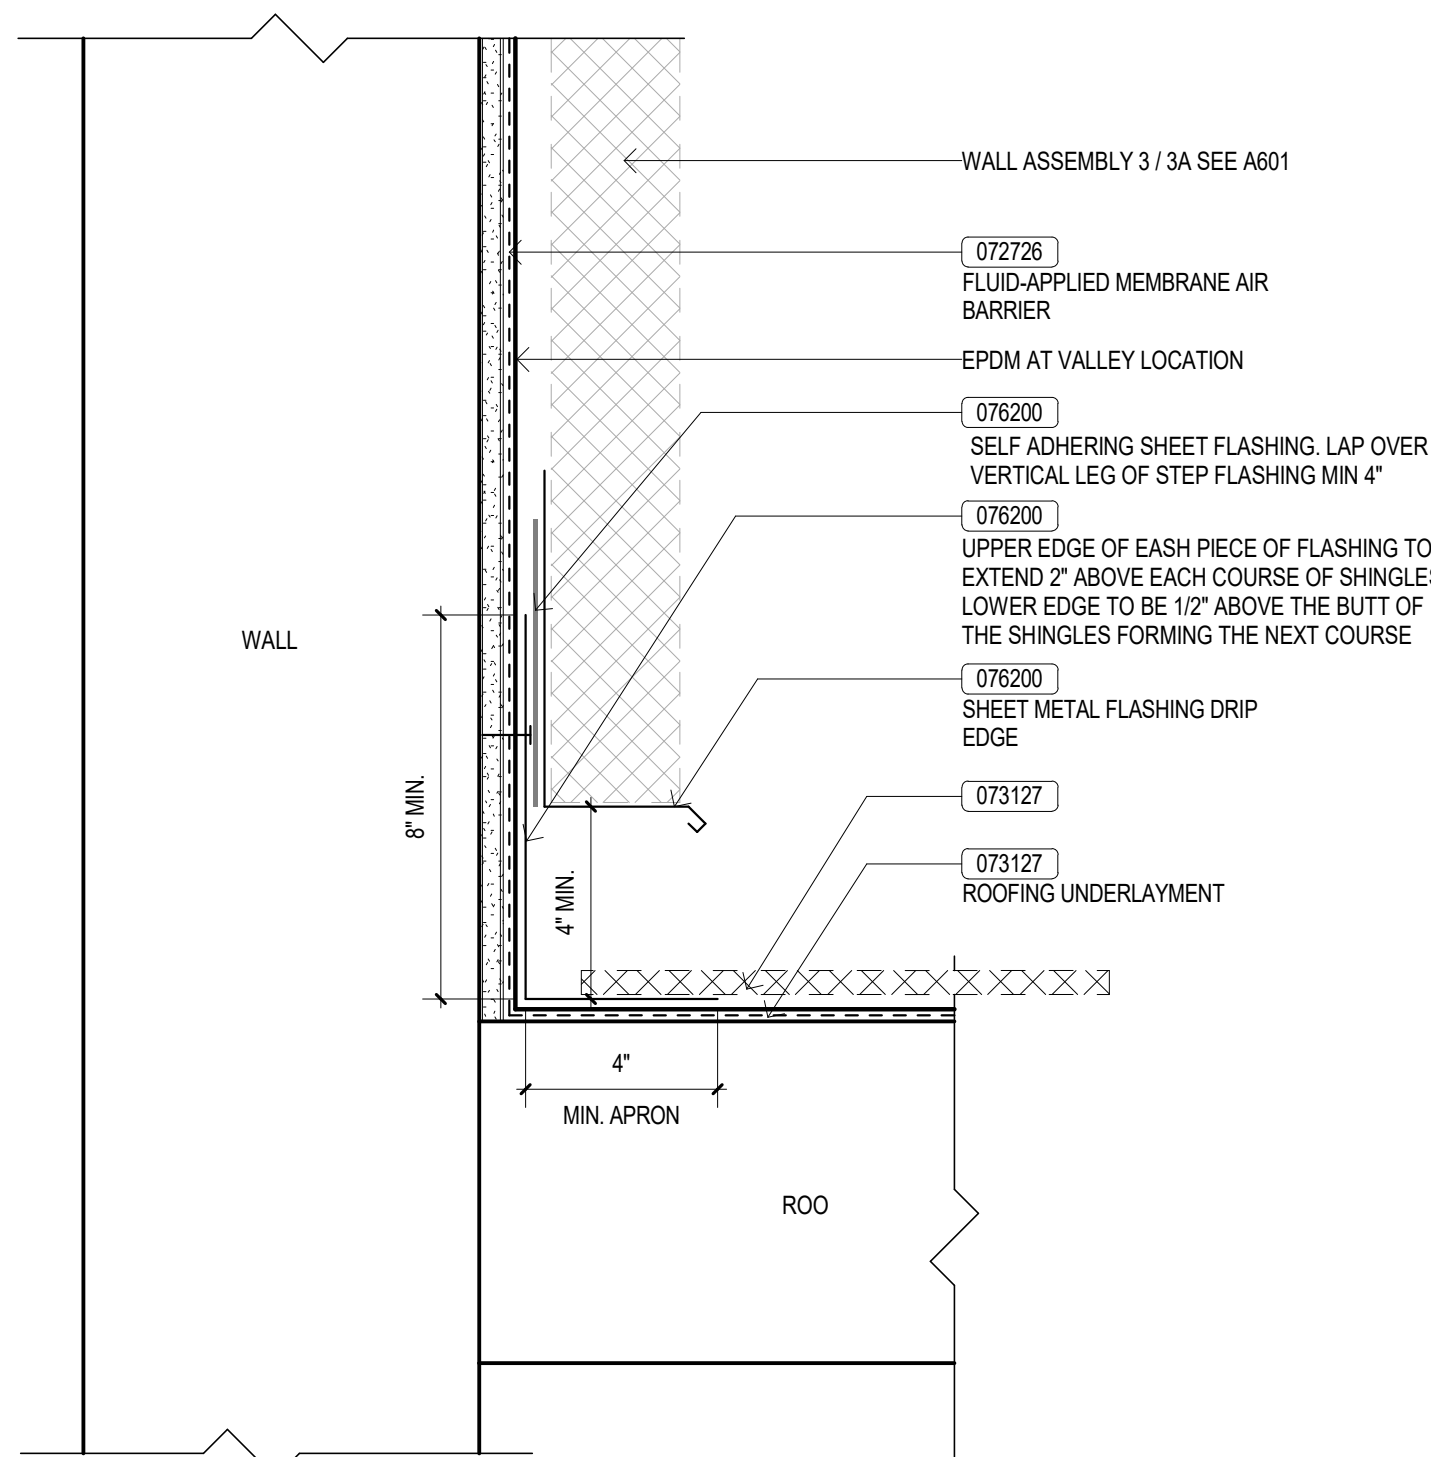 WALL ASSEMBLY 3 / 3A SEE A601
072726
FLUID-APPLIED MEMBRANE AIR
BARRIER
EPDM AT VALLEY LOCATION
076200
SELF ADHERING SHEET FLASHING. LAP OVER
VERTICAL LEG OF STEP FLASHING MIN 4"
076200
UPPER EDGE OF EASH PIECE OF FLASHING TO
EXTEND 2" ABOVE EACH COURSE OF SHINGLES
LOWER EDGE TO BE 1/2" ABOVE THE BUTT OF
THE SHINGLES FORMING THE NEXT COURSE
076200
SHEET METAL FLASHING DRIP
EDGE
073127
073127
ROOFING UNDERLAYMENT
WALL
8" MIN.
4" MIN.
4"
MIN. APRON
ROO